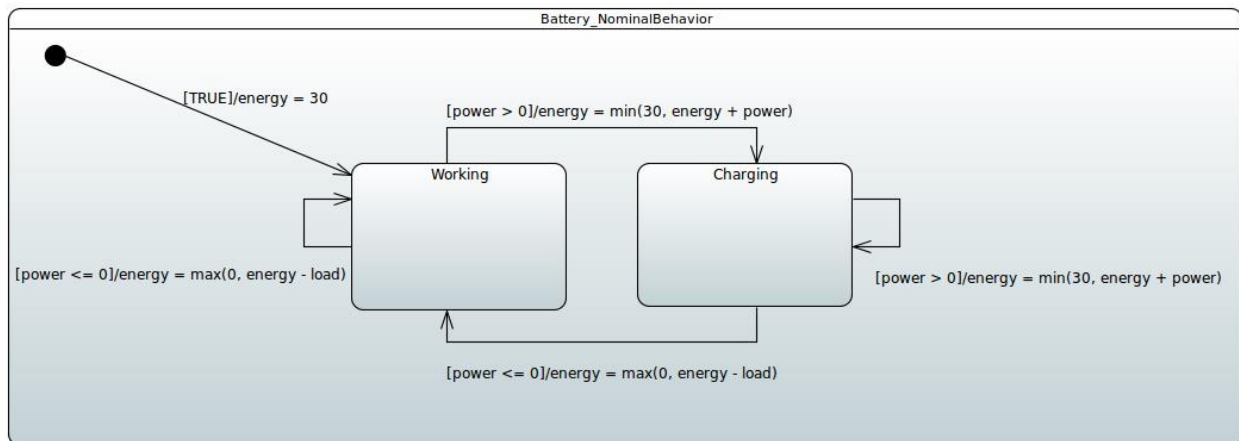 Battery_NominalBehavior
[TRUE]/energy = 30
[power > 0]/energy = min(30, energy + power)
Working
Charging
[power <= 0]/energy = max(0, energy - load)
[power > 0]/energy = min(30, energy + power)
[power <= 0]/energy = max(0, energy - load)